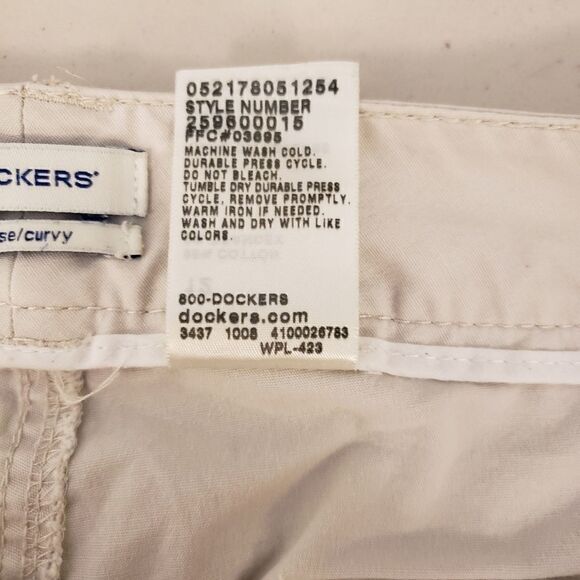 CKERS
se/curvy
052178051254
STYLE NUMBER
259600015
PFC#03695
MACHINE WASH COLD.
DURABLE PRESS CYCLE.
DO NOT BLEACH.
TUMBLE DRY DURABLE PRESS
CYCLE, REMOVE PROMPTLY.
WARM IRON IF NEEDED.
WASH AND DRY WITH LIKE
COLORS.
800-DOCKERS
dockers.com
3437 1008 4100026783
WPL-423